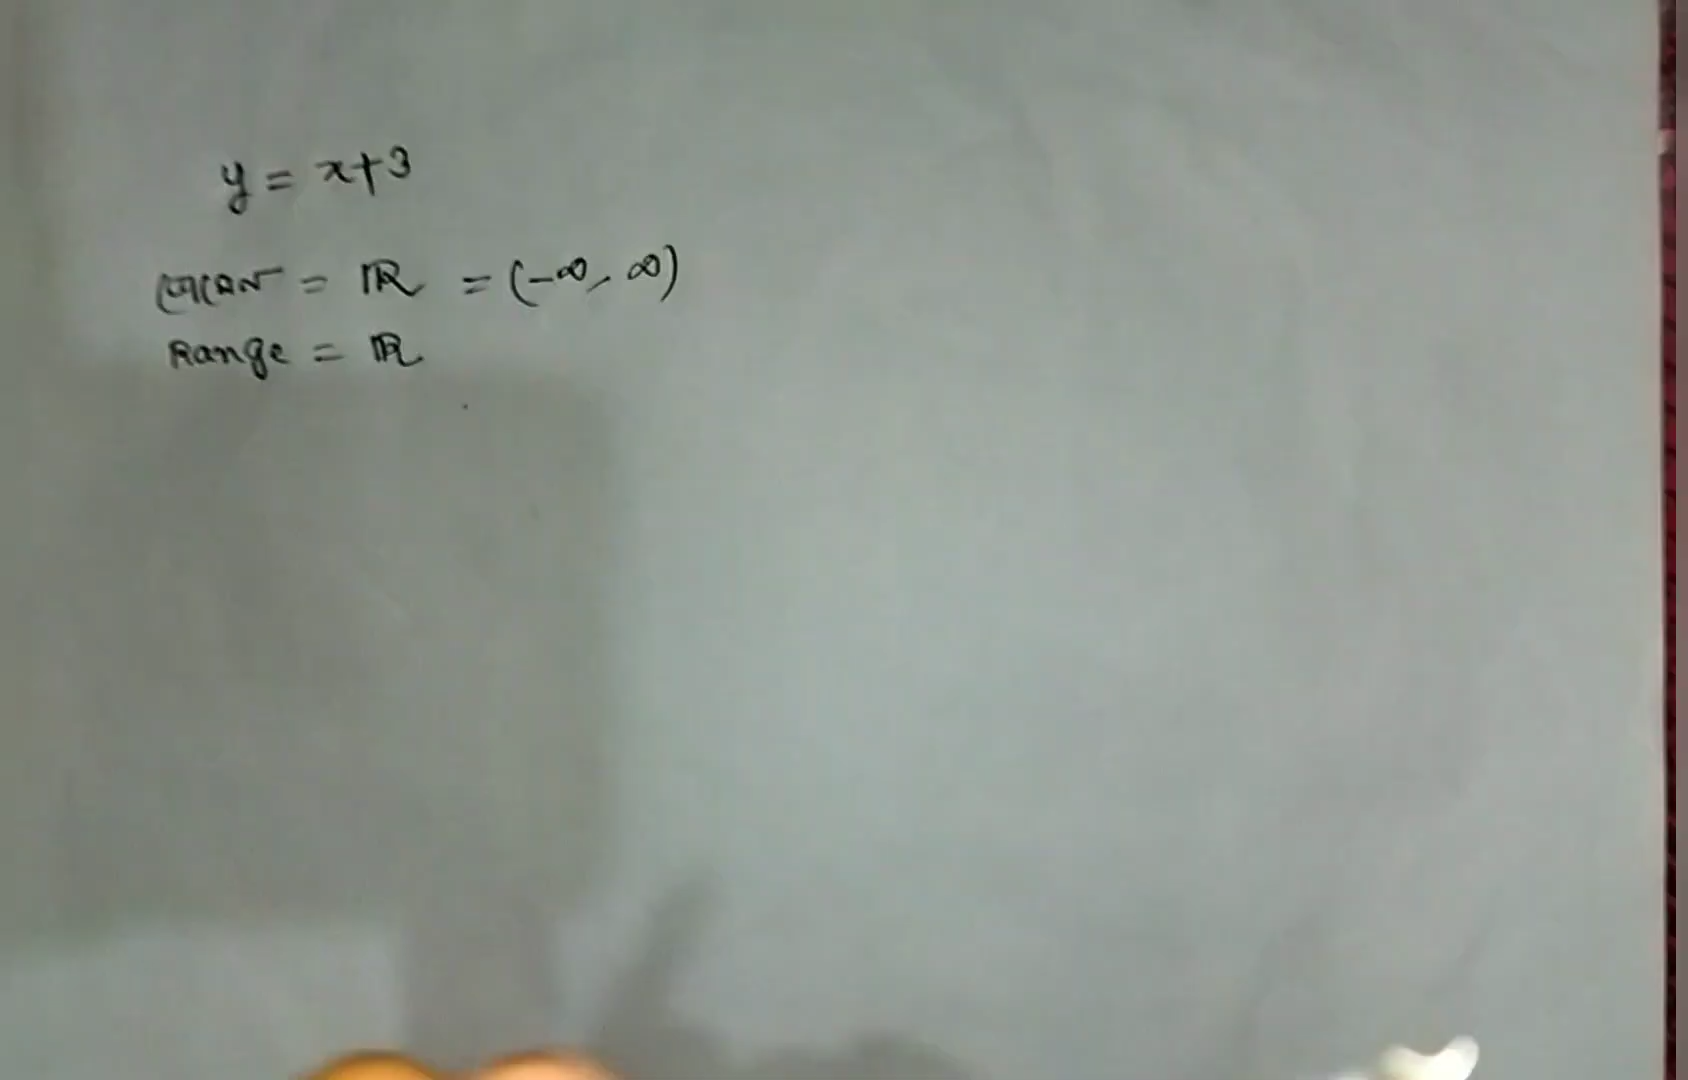 y = x+3
ডোমেন = ℝ = (-∞, ∞)
Range = ℝ